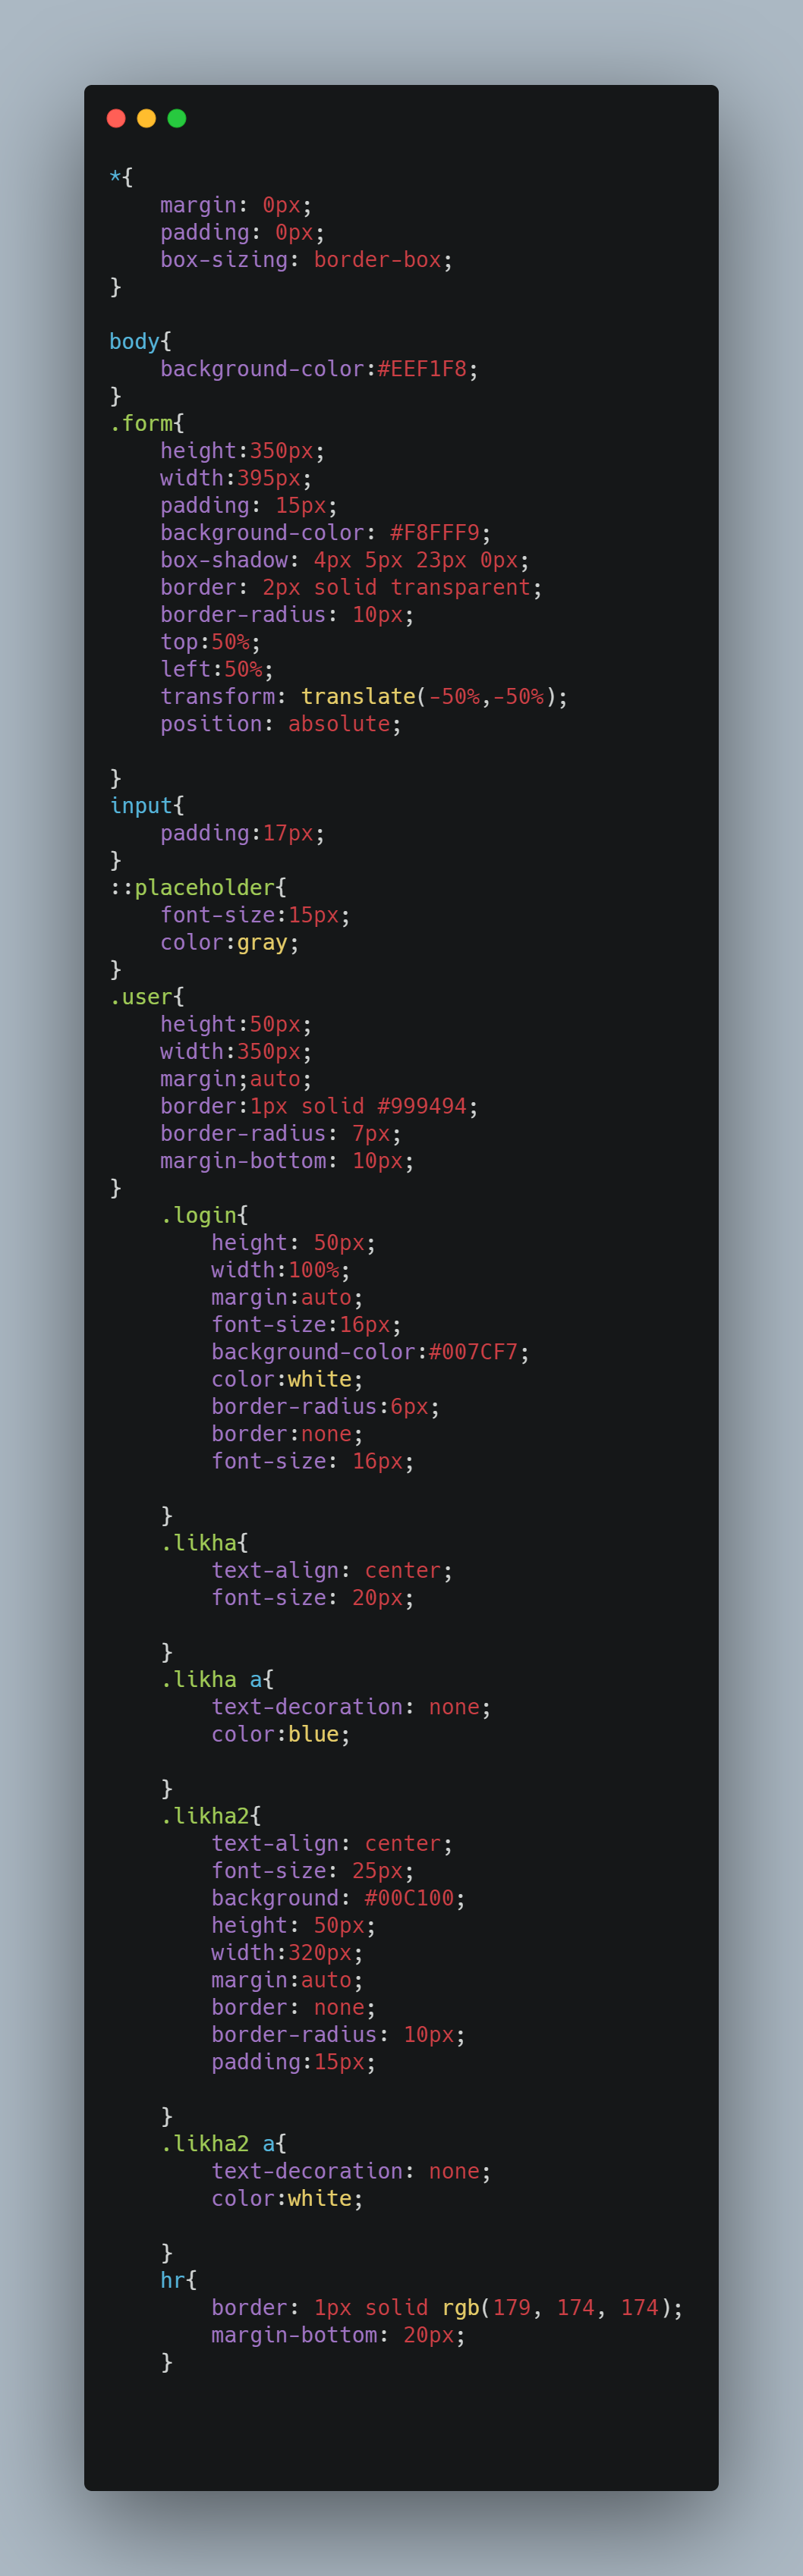 *{
    margin: 0px;
    padding: 0px;
    box-sizing: border-box;
}

body{
    background-color:#EEF1F8;
}
.form{
    height:350px;
    width:395px;
    padding: 15px;
    background-color: #F8FFF9;
    box-shadow: 4px 5px 23px 0px;
    border: 2px solid transparent;
    border-radius: 10px;
    top:50%;
    left:50%;
    transform: translate(-50%,-50%);
    position: absolute;

}
input{
    padding:17px;
}
::placeholder{
    font-size:15px;
    color:gray;
}
.user{
    height:50px;
    width:350px;
    margin;auto;
    border:1px solid #999494;
    border-radius: 7px;
    margin-bottom: 10px;
}
    .login{
        height: 50px;
        width:100%;
        margin:auto;
        font-size:16px;
        background-color:#007CF7;
        color:white;
        border-radius:6px;
        border:none;
        font-size: 16px;

    }
    .likha{
        text-align: center;
        font-size: 20px;

    }
    .likha a{
        text-decoration: none;
        color:blue;

    }
    .likha2{
        text-align: center;
        font-size: 25px;
        background: #00C100;
        height: 50px;
        width:320px;
        margin:auto;
        border: none;
        border-radius: 10px;
        padding:15px;

    }
    .likha2 a{
        text-decoration: none;
        color:white;

    }
    hr{
        border: 1px solid rgb(179, 174, 174);
        margin-bottom: 20px;
    }